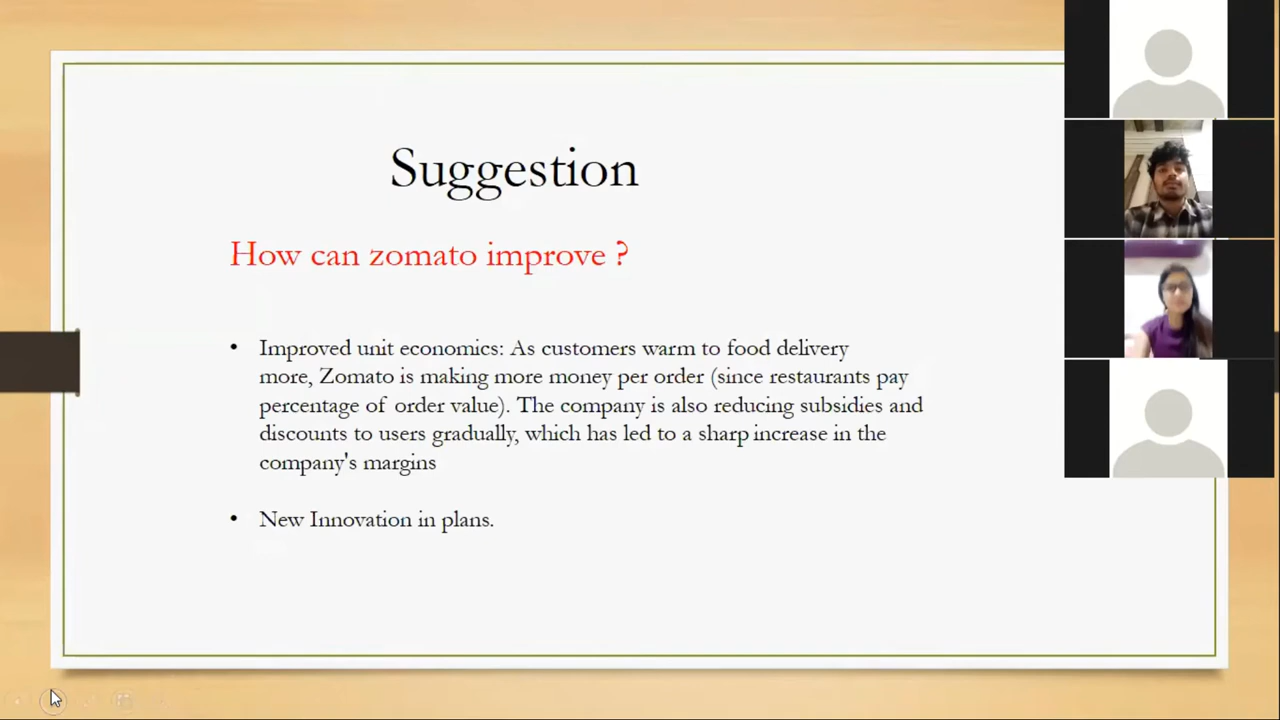 Suggestion
How can zomato improve ?
• Improved unit economics: As customers warm to food delivery
more, Zomato is making more money per order (since restaurants pay
percentage of order value). The company is also reducing subsidies and
discounts to users gradually, which has led to a sharp increase in the
company's margins
• New Innovation in plans.